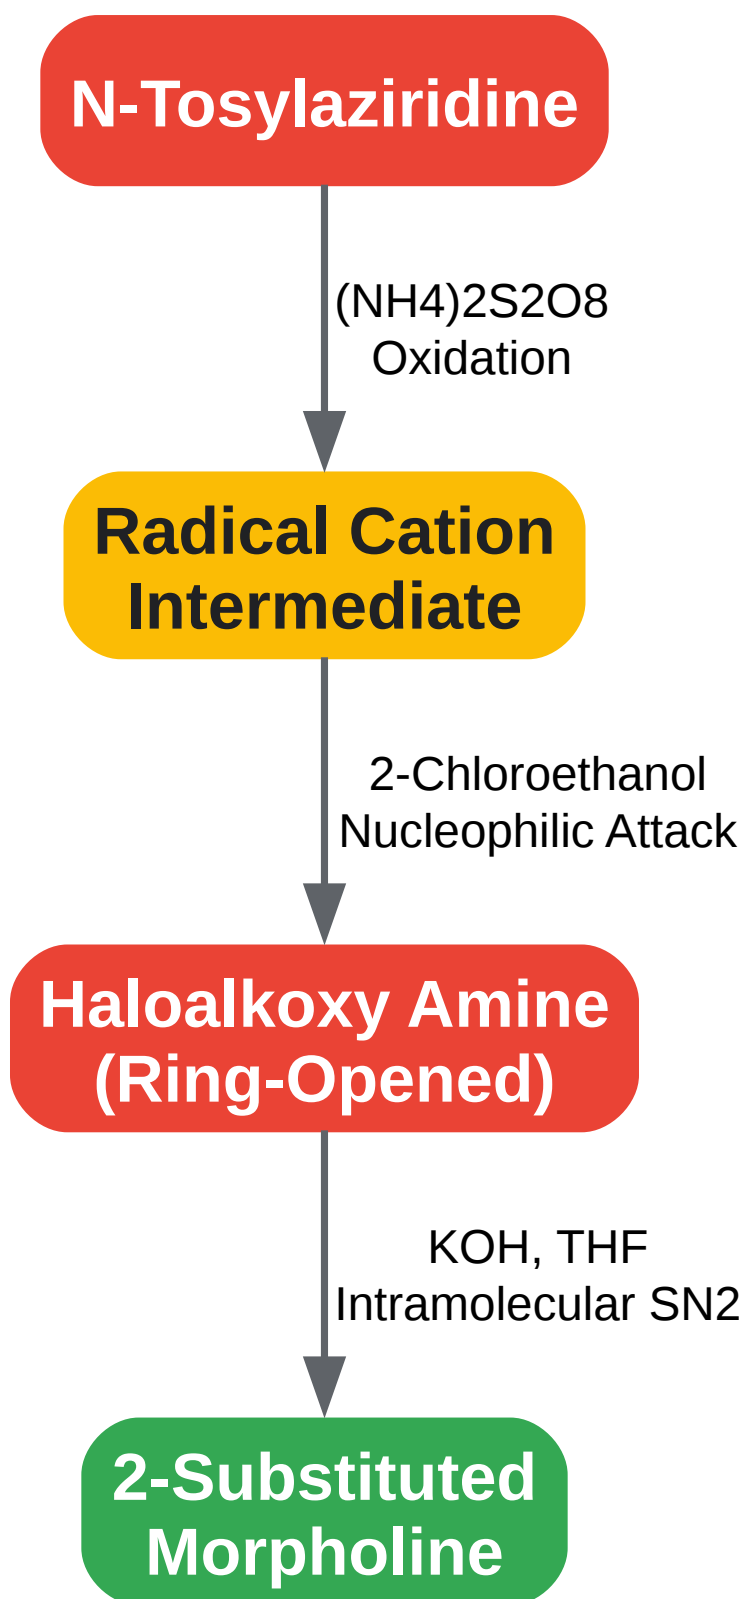 N-Tosylaziridine
(NH4)2S2O8
Oxidation
Radical Cation
Intermediate
2-Chloroethanol
Nucleophilic Attack
Haloalkoxy Amine
(Ring-Opened)
KOH, THF
Intramolecular SN2
2-Substituted
Morpholine